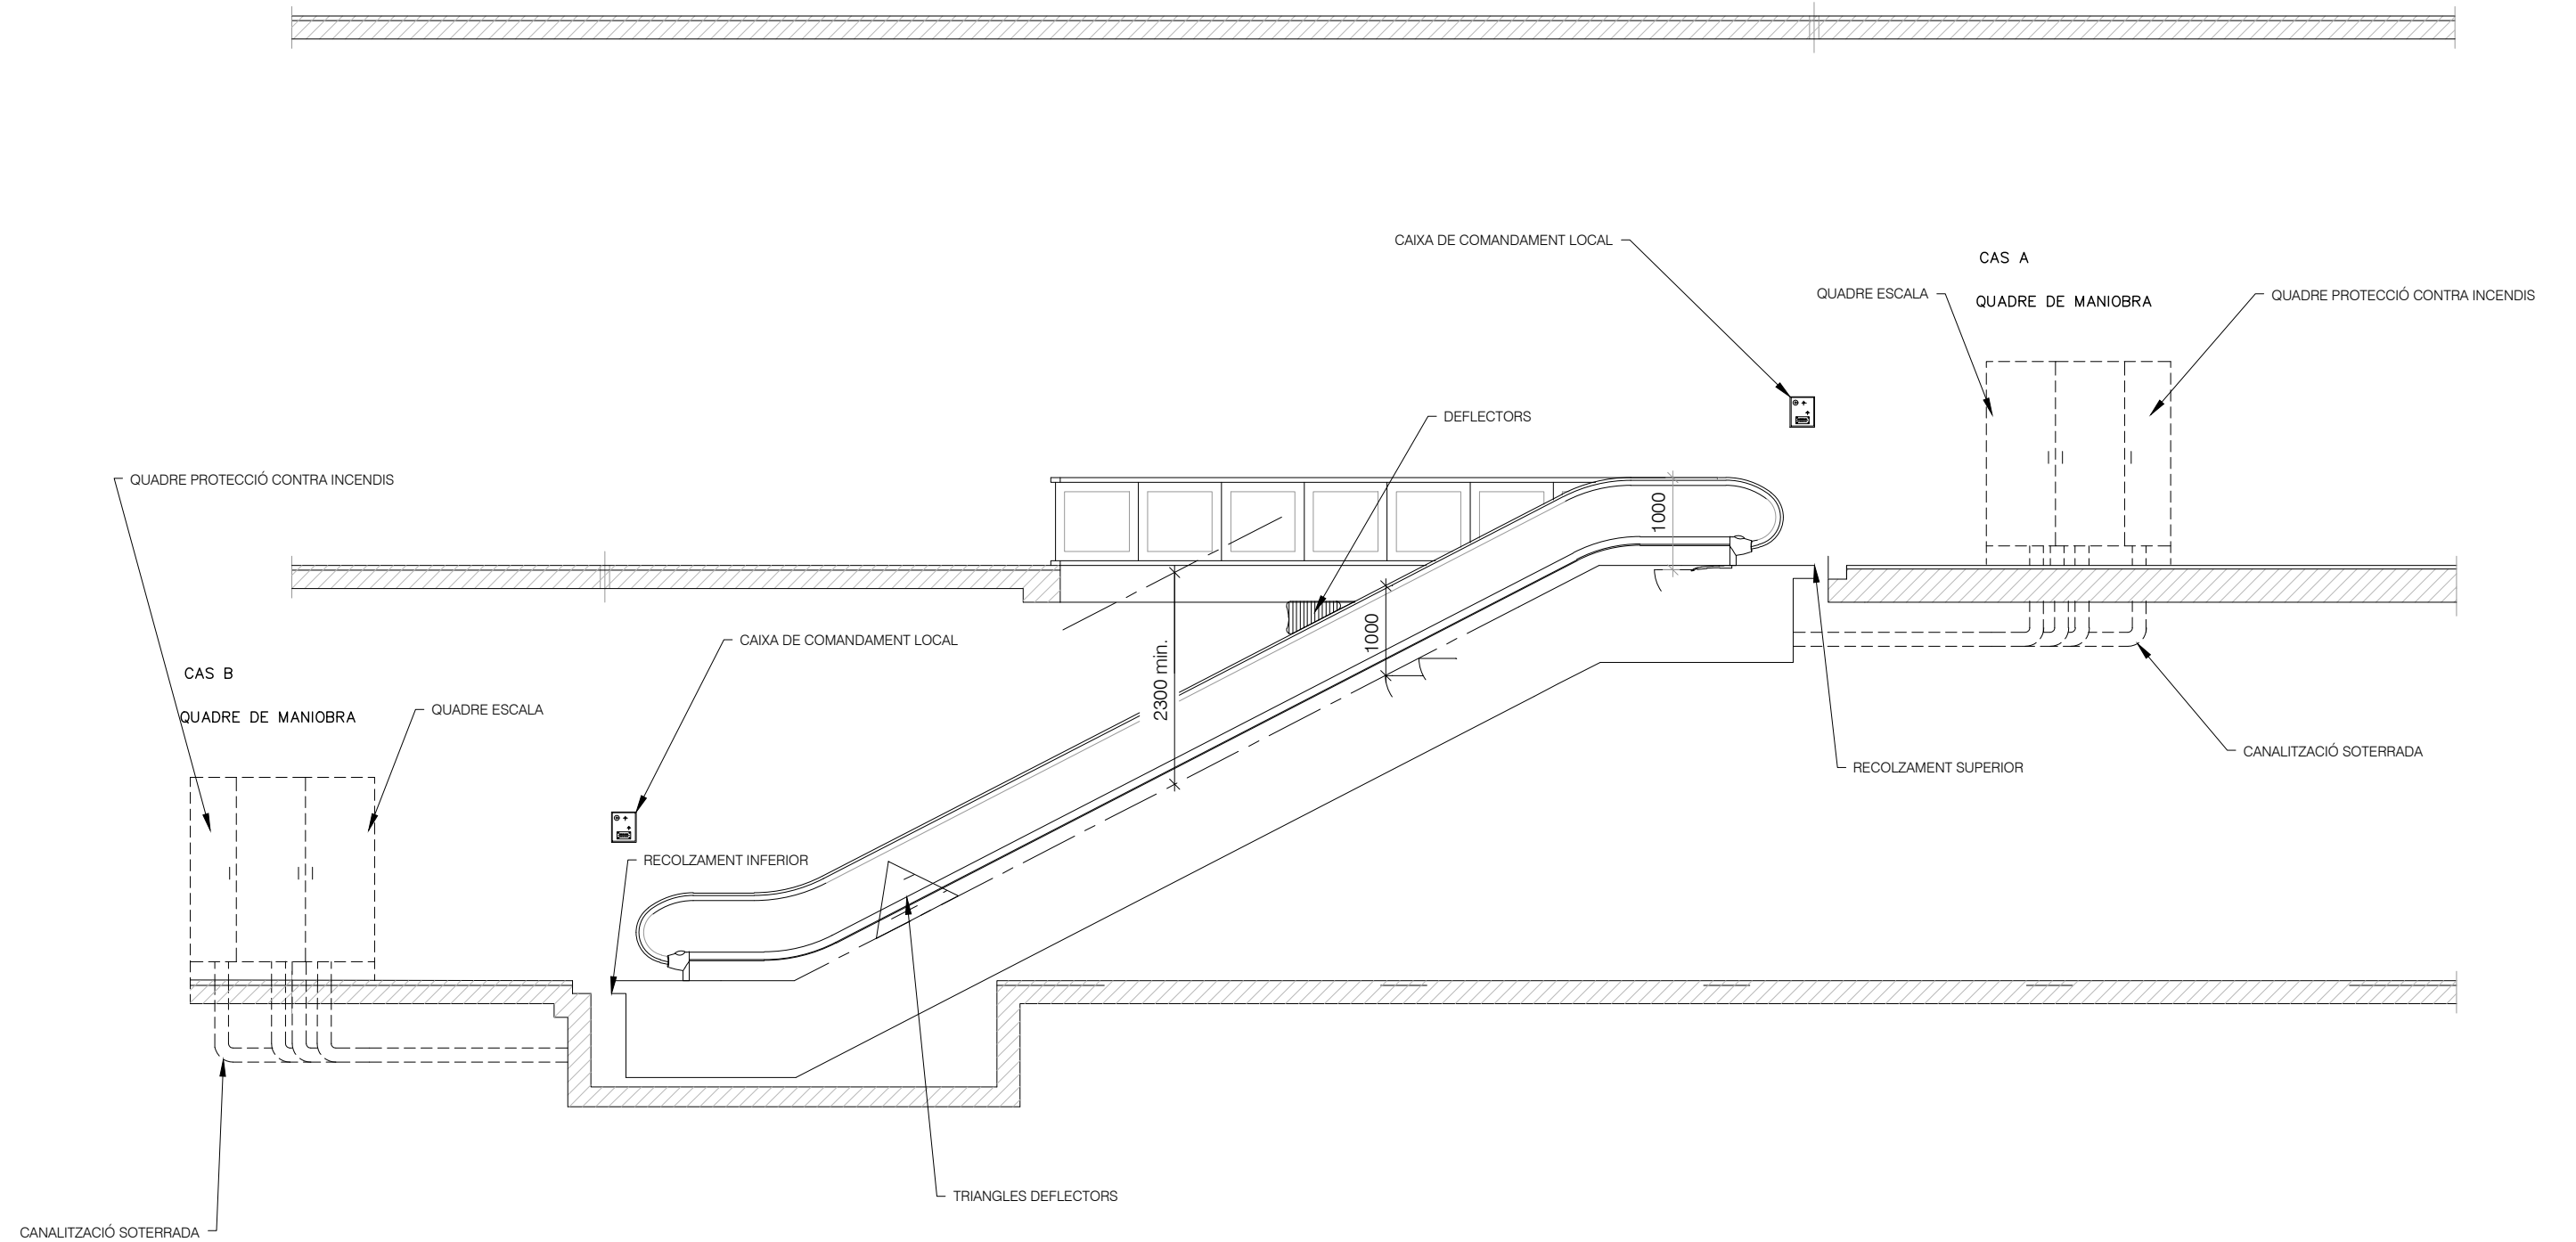 CAIXA DE COMANDAMENT LOCAL
CAS A
QUADRE ESCALA
QUADRE DE MANIOBRA
QUADRE PROTECCIÓ CONTRA INCENDIS
DEFLECTORS
QUADRE PROTECCIÓ CONTRA INCENDIS
1000
1000
CAIXA DE COMANDAMENT LOCAL
2300 min.
CAS B
QUADRE DE MANIOBRA
QUADRE ESCALA
CANALITZACIÓ SOTERRADA
RECOLZAMENT SUPERIOR
RECOLZAMENT INFERIOR
TRIANGLES DEFLECTORS
CANALITZACIÓ SOTERRADA